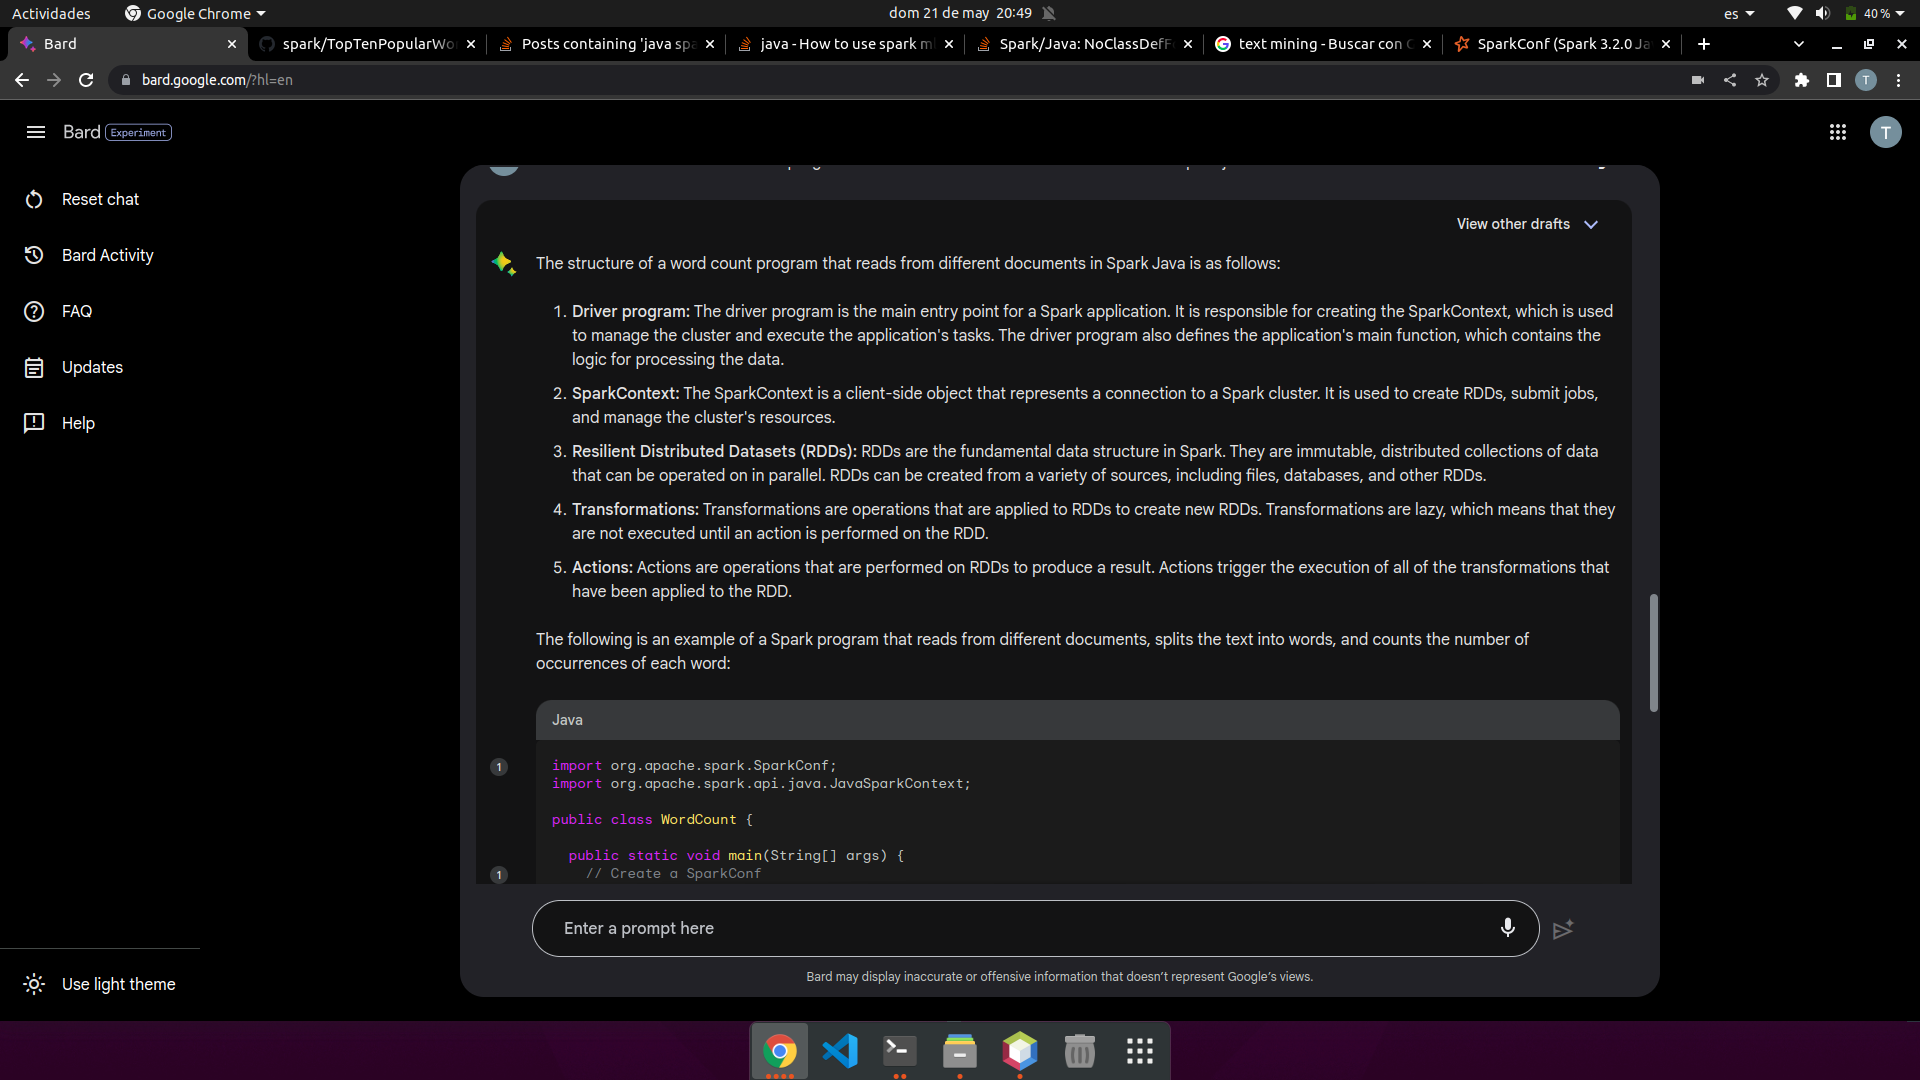 Actividades
Google Chrome
dom 21 de may 20:49
es
40 %
Bard
spark/TopTenPopularWo
Posts containing 'java spa
java - How to use spark m
Spark/Java: NoClassDefF
text mining - Buscar con G
SparkConf (Spark 3.2.0 Ja
bard.google.com/?hl=en
T
Bard Experiment
T
Reset chat
Bard Activity
FAQ
Updates
Help
Use light theme
View other drafts
The structure of a word count program that reads from different documents in Spark Java is as follows:
1. Driver program: The driver program is the main entry point for a Spark application. It is responsible for creating the SparkContext, which is used
to manage the cluster and execute the application's tasks. The driver program also defines the application's main function, which contains the
logic for processing the data.
2. SparkContext: The SparkContext is a client-side object that represents a connection to a Spark cluster. It is used to create RDDs, submit jobs,
and manage the cluster's resources.
3. Resilient Distributed Datasets (RDDs): RDDs are the fundamental data structure in Spark. They are immutable, distributed collections of data
that can be operated on in parallel. RDDs can be created from a variety of sources, including files, databases, and other RDDs.
4. Transformations: Transformations are operations that are applied to RDDs to create new RDDs. Transformations are lazy, which means that they
are not executed until an action is performed on the RDD.
5. Actions: Actions are operations that are performed on RDDs to produce a result. Actions trigger the execution of all of the transformations that
have been applied to the RDD.
The following is an example of a Spark program that reads from different documents, splits the text into words, and counts the number of
occurrences of each word:
Java
1
import org.apache.spark.SparkConf;
import org.apache.spark.api.java.JavaSparkContext;
public class WordCount {
public static void main(String[] args) {
1
// Create a SparkConf
Enter a prompt here
Bard may display inaccurate or offensive information that doesn't represent Google's views.